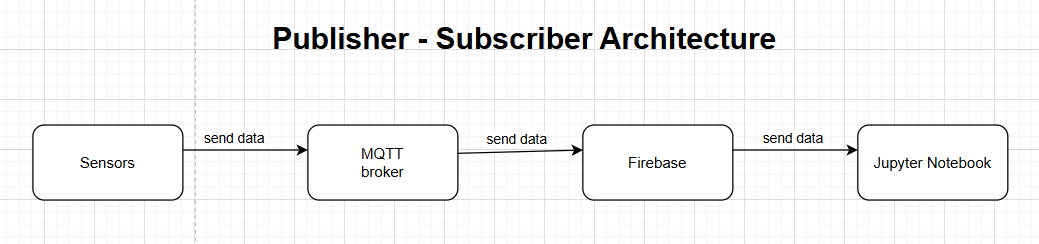 Publisher - Subscriber Architecture
send data
send data
send data
Sensors
MQTT
broker
Firebase
Jupyter Notebook